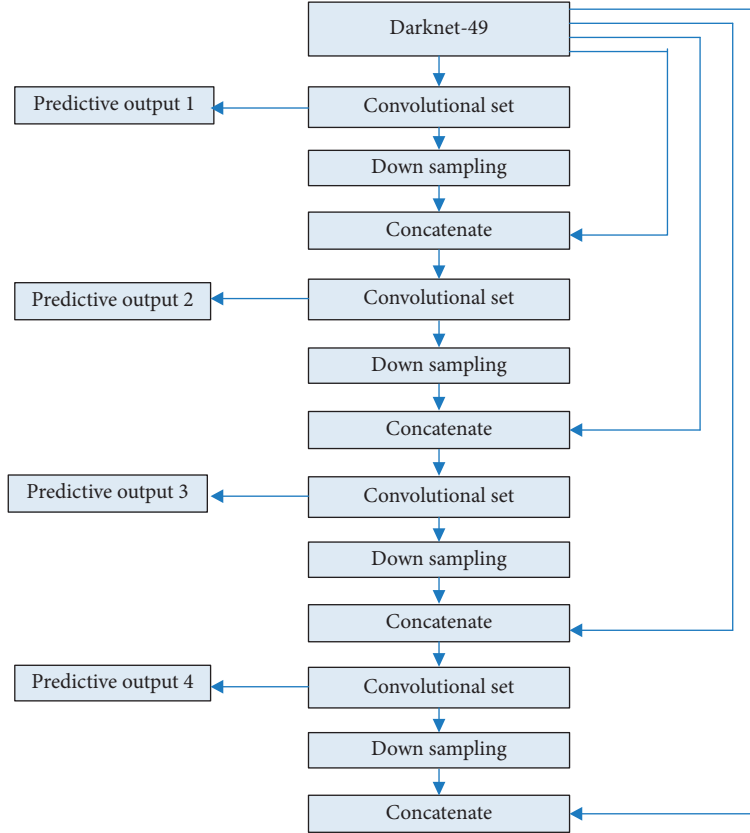 Darknet-49
Predictive output 1
Convolutional set
Down sampling
Concatenate
Predictive output 2
Convolutional set
Down sampling
Concatenate
Predictive output 3
Convolutional set
Down sampling
Concatenate
Predictive output 4
Convolutional set
Down sampling
Concatenate